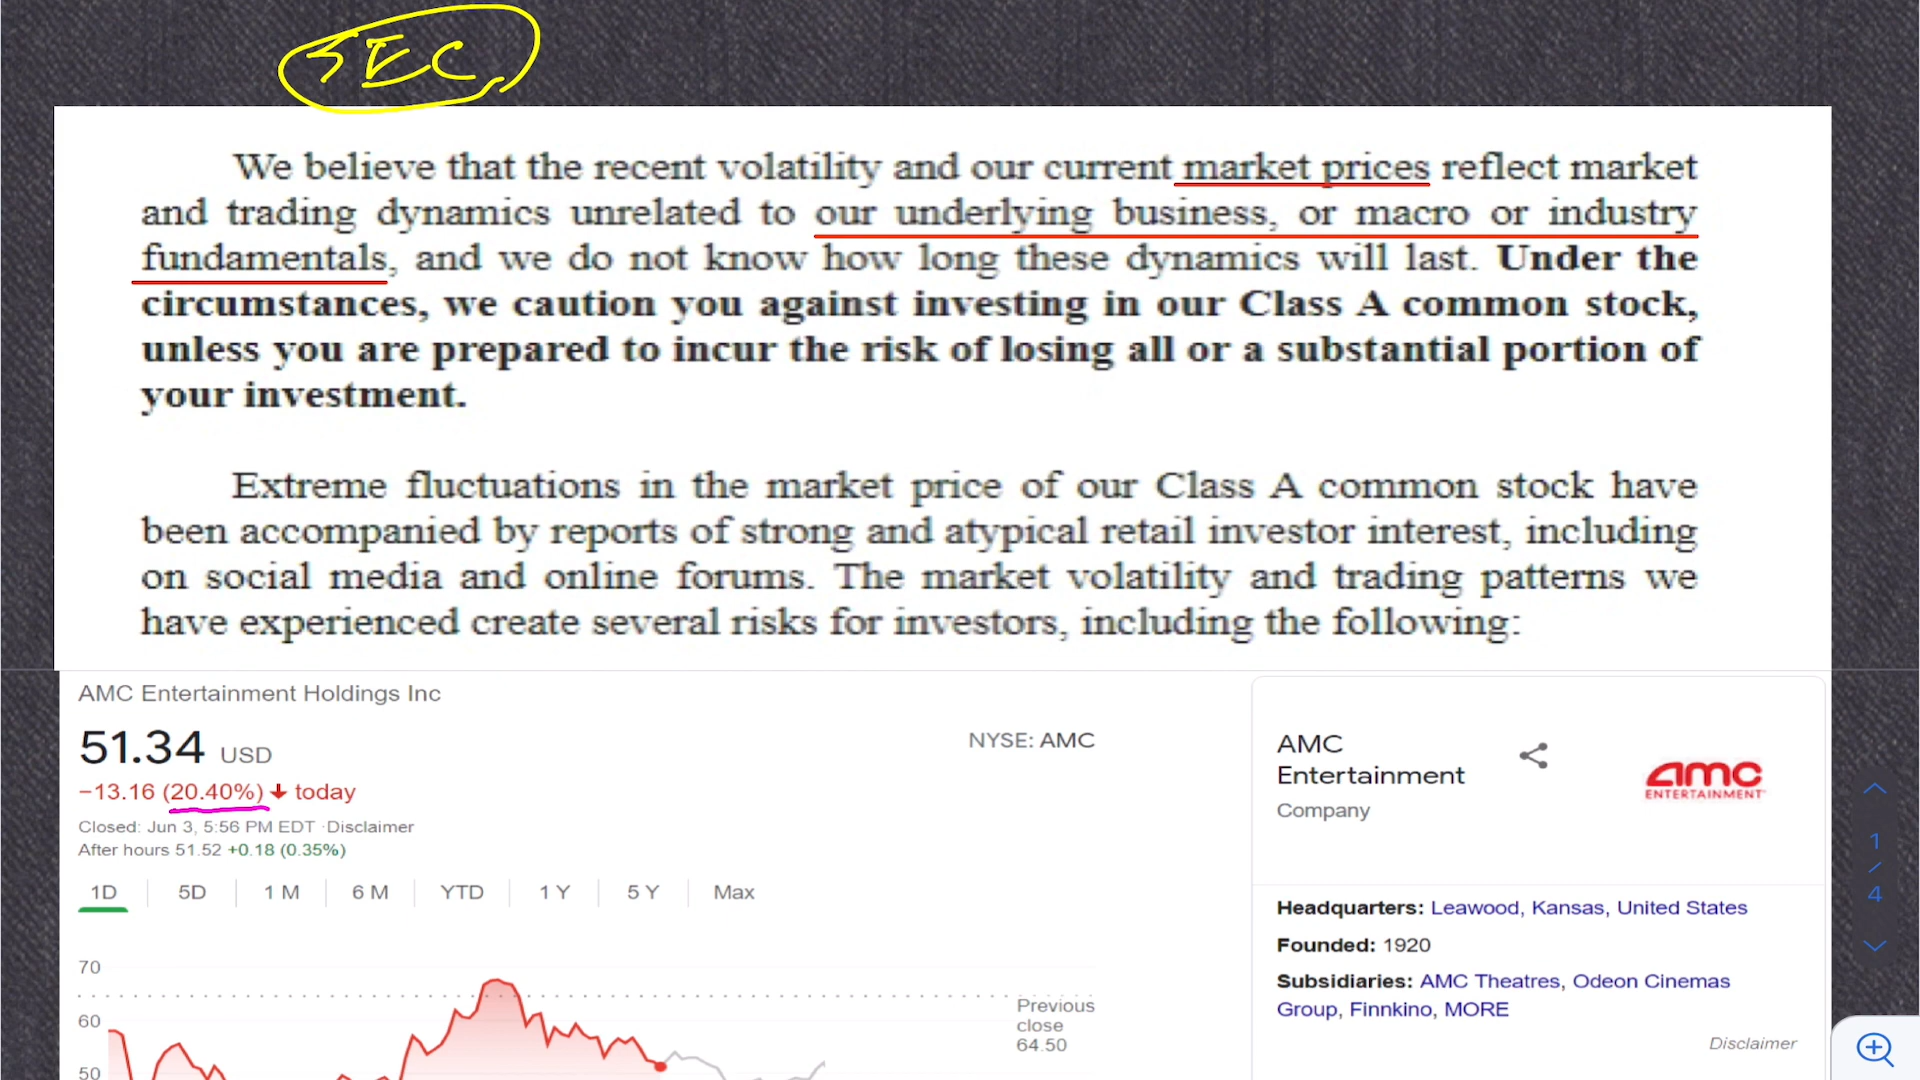 SEC
We believe that the recent volatility and our current market prices reflect market
and trading dynamics unrelated to our underlying business, or macro or industry
fundamentals, and we do not know how long these dynamics will last. Under the
circumstances, we caution you against investing in our Class A common stock,
unless you are prepared to incur the risk of losing all or a substantial portion of
your investment.
Extreme fluctuations in the market price of our Class A common stock have
been accompanied by reports of strong and atypical retail investor interest, including
on social media and online forums. The market volatility and trading patterns we
have experienced create several risks for investors, including the following:
AMC Entertainment Holdings Inc
51.34 USD
NYSE: AMC
−13.16 (20.40%) ↓ today
Closed: Jun 3, 5:56 PM EDT · Disclaimer
After hours 51.52 +0.18 (0.35%)
1D 5D 1 M 6 M YTD 1 Y 5 Y Max
70
60
50
Previous
close
64.50
AMC
Entertainment
Company
amc
ENTERTAINMENT
Headquarters: Leawood, Kansas, United States
Founded: 1920
Subsidiaries: AMC Theatres, Odeon Cinemas
Group, Finnkino, MORE
Disclaimer
1
/
4